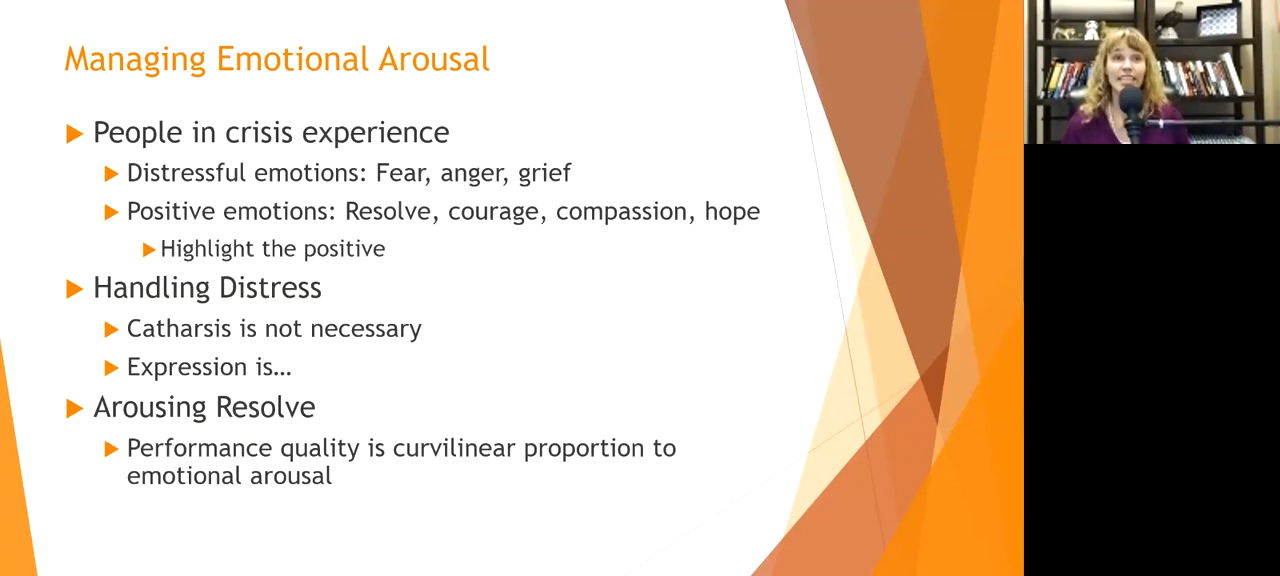 Managing Emotional Arousal
People in crisis experience
Distressful emotions: Fear, anger, grief
Positive emotions: Resolve, courage, compassion, hope
Highlight the positive
Handling Distress
Catharsis is not necessary
Expression is…
Arousing Resolve
Performance quality is curvilinear proportion to
emotional arousal